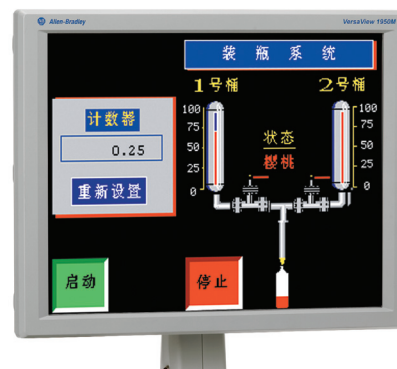 Allen-Bradley
VersaView 1950M
装瓶系统
1号桶
2号桶
计数器
0.25
重新设置
100
75
50
25
0
状态
樱桃
100
75
50
25
0
启动
停止